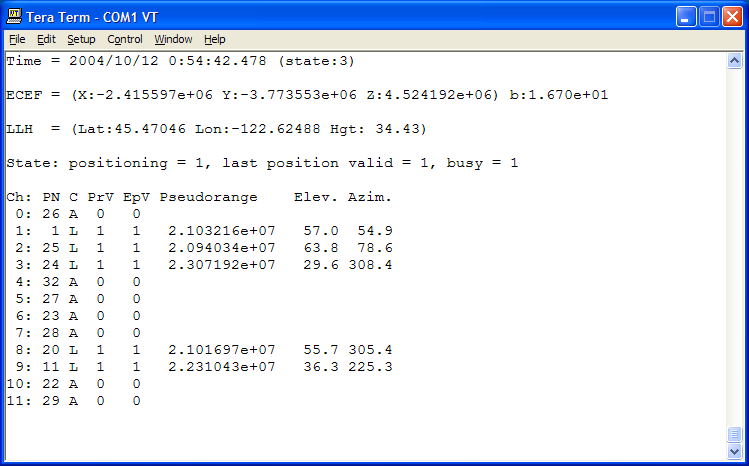 Tera Term - COM1 VT
File Edit Setup Control Window Help
Time = 2004/10/12 0:54:42.478 (state:3)
ECEF = (X:-2.415597e+06 Y:-3.773553e+06 Z:4.524192e+06) b:1.670e+01
LLH  = (Lat:45.47046 Lon:-122.62488 Hgt: 34.43)
State: positioning = 1, last position valid = 1, busy = 1
Ch: PN C PrV EpV Pseudorange    Elev. Azim.
 0: 26 A  0   0
 1:  1 L  1   1   2.103216e+07   57.0  54.9
 2: 25 L  1   1   2.094034e+07   63.8  78.6
 3: 24 L  1   1   2.307192e+07   29.6 308.4
 4: 32 A  0   0
 5: 27 A  0   0
 6: 23 A  0   0
 7: 28 A  0   0
 8: 20 L  1   1   2.101697e+07   55.7 305.4
 9: 11 L  1   1   2.231043e+07   36.3 225.3
10: 22 A  0   0
11: 29 A  0   0